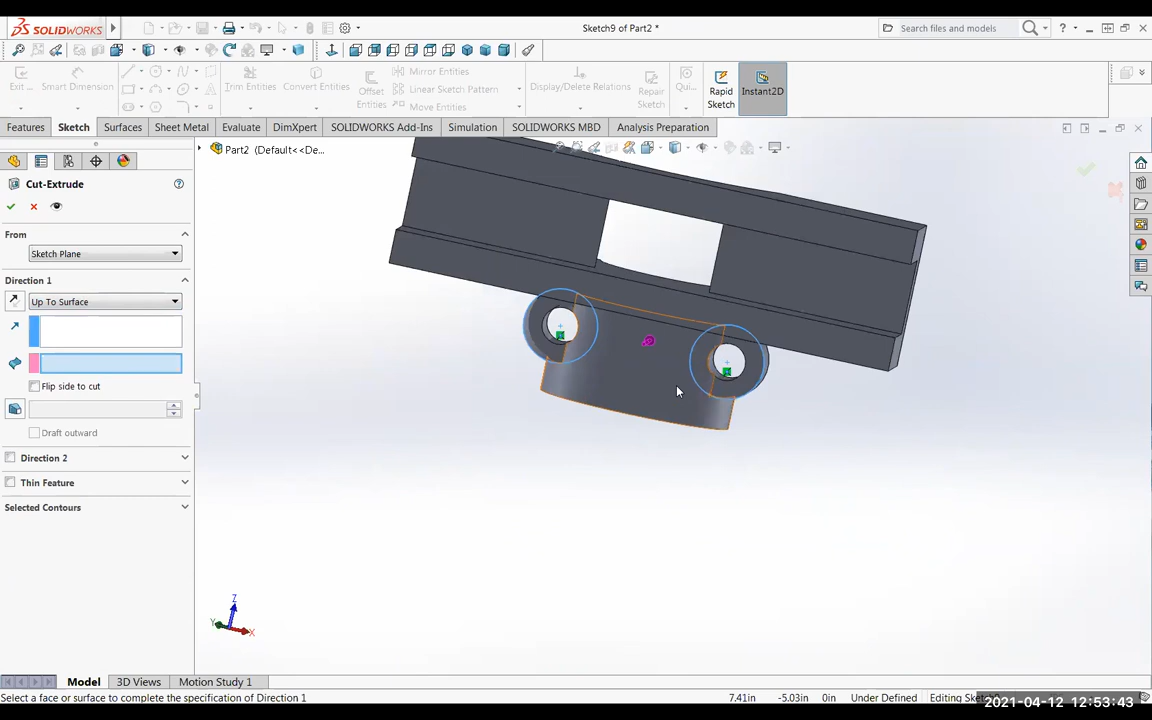 SOLIDWORKS
Sketch9 of Part2 *
Search files and models
Exit ...
Smart Dimension
Trim Entities
Convert Entities
Offset Entities
Mirror Entities
Linear Sketch Pattern
Move Entities
Display/Delete Relations
Repair Sketch
Qui...
Rapid Sketch
Instant2D
Features
Sketch
Surfaces
Sheet Metal
Evaluate
DimXpert
SOLIDWORKS Add-Ins
Simulation
SOLIDWORKS MBD
Analysis Preparation
Part2 (Default<<De...
Cut-Extrude
From
Sketch Plane
Direction 1
Up To Surface
Flip side to cut
Draft outward
Direction 2
Thin Feature
Selected Contours
Z
Y
X
Model
3D Views
Motion Study 1
Select a face or surface to complete the specification of Direction 1
7.41in
-5.03in
0in
Under Defined
2021-04-12 12:53:43